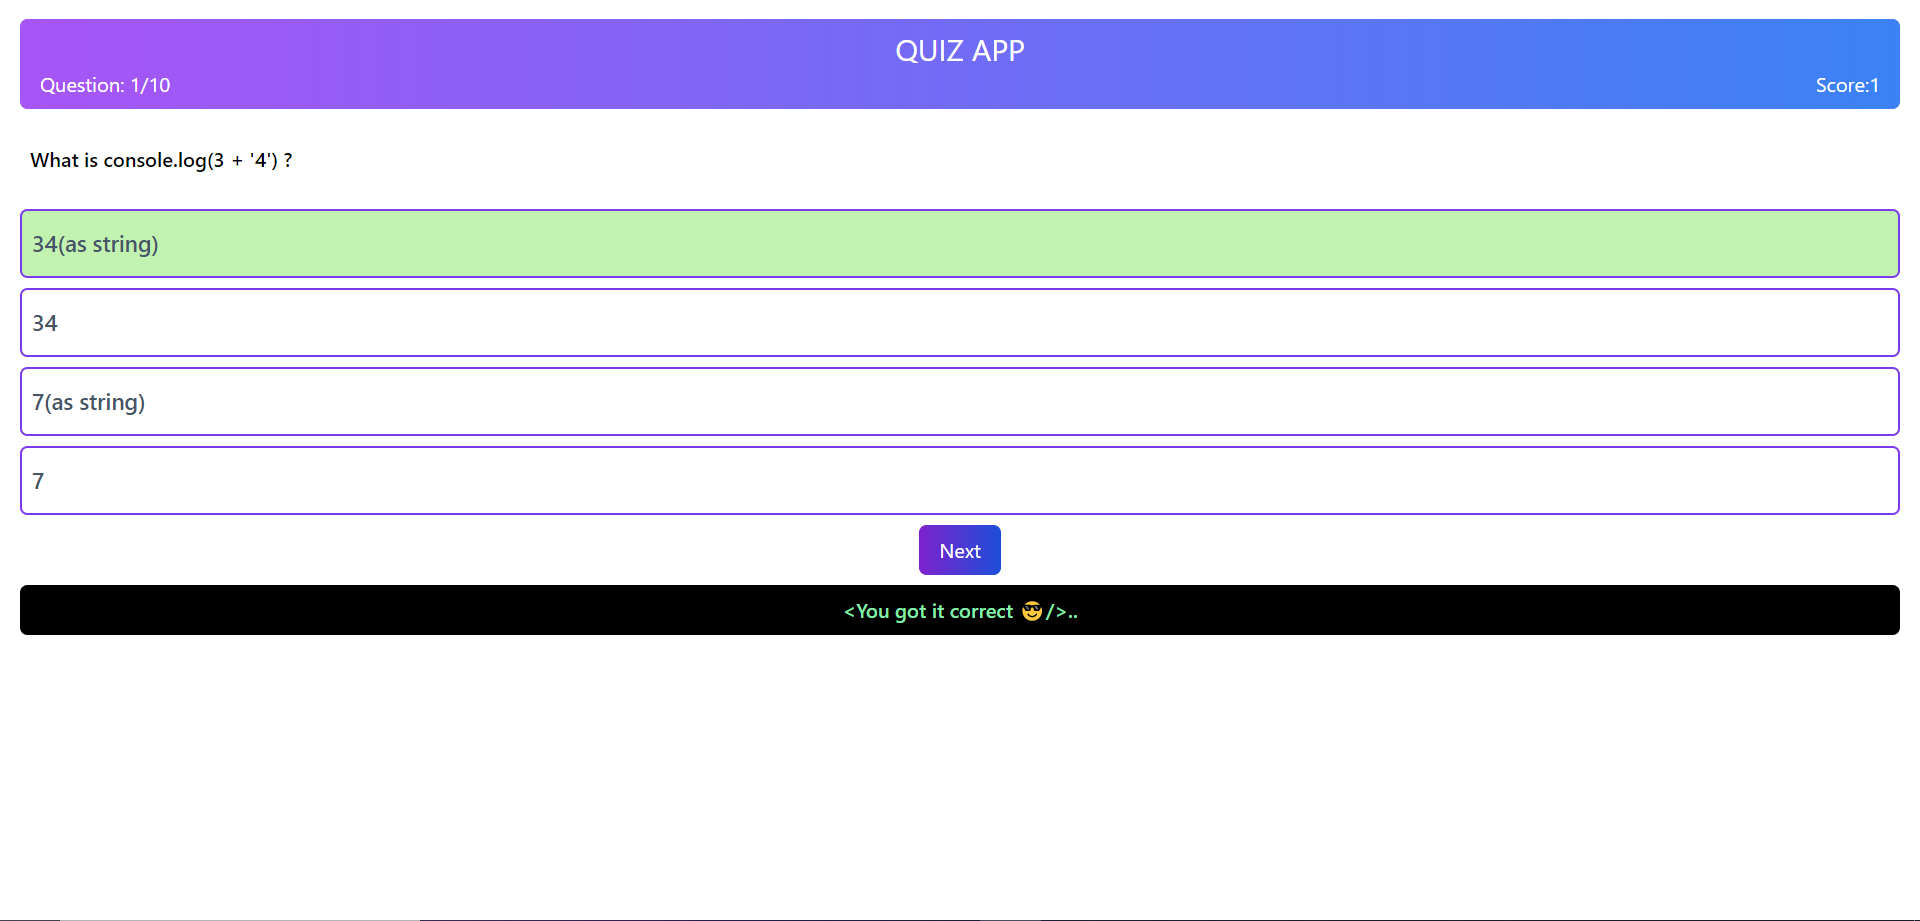 QUIZ APP
Question: 1/10
Score:1
What is console.log(3 + '4') ?
34(as string)
34
7(as string)
7
Next
<You got it correct 😎/>..